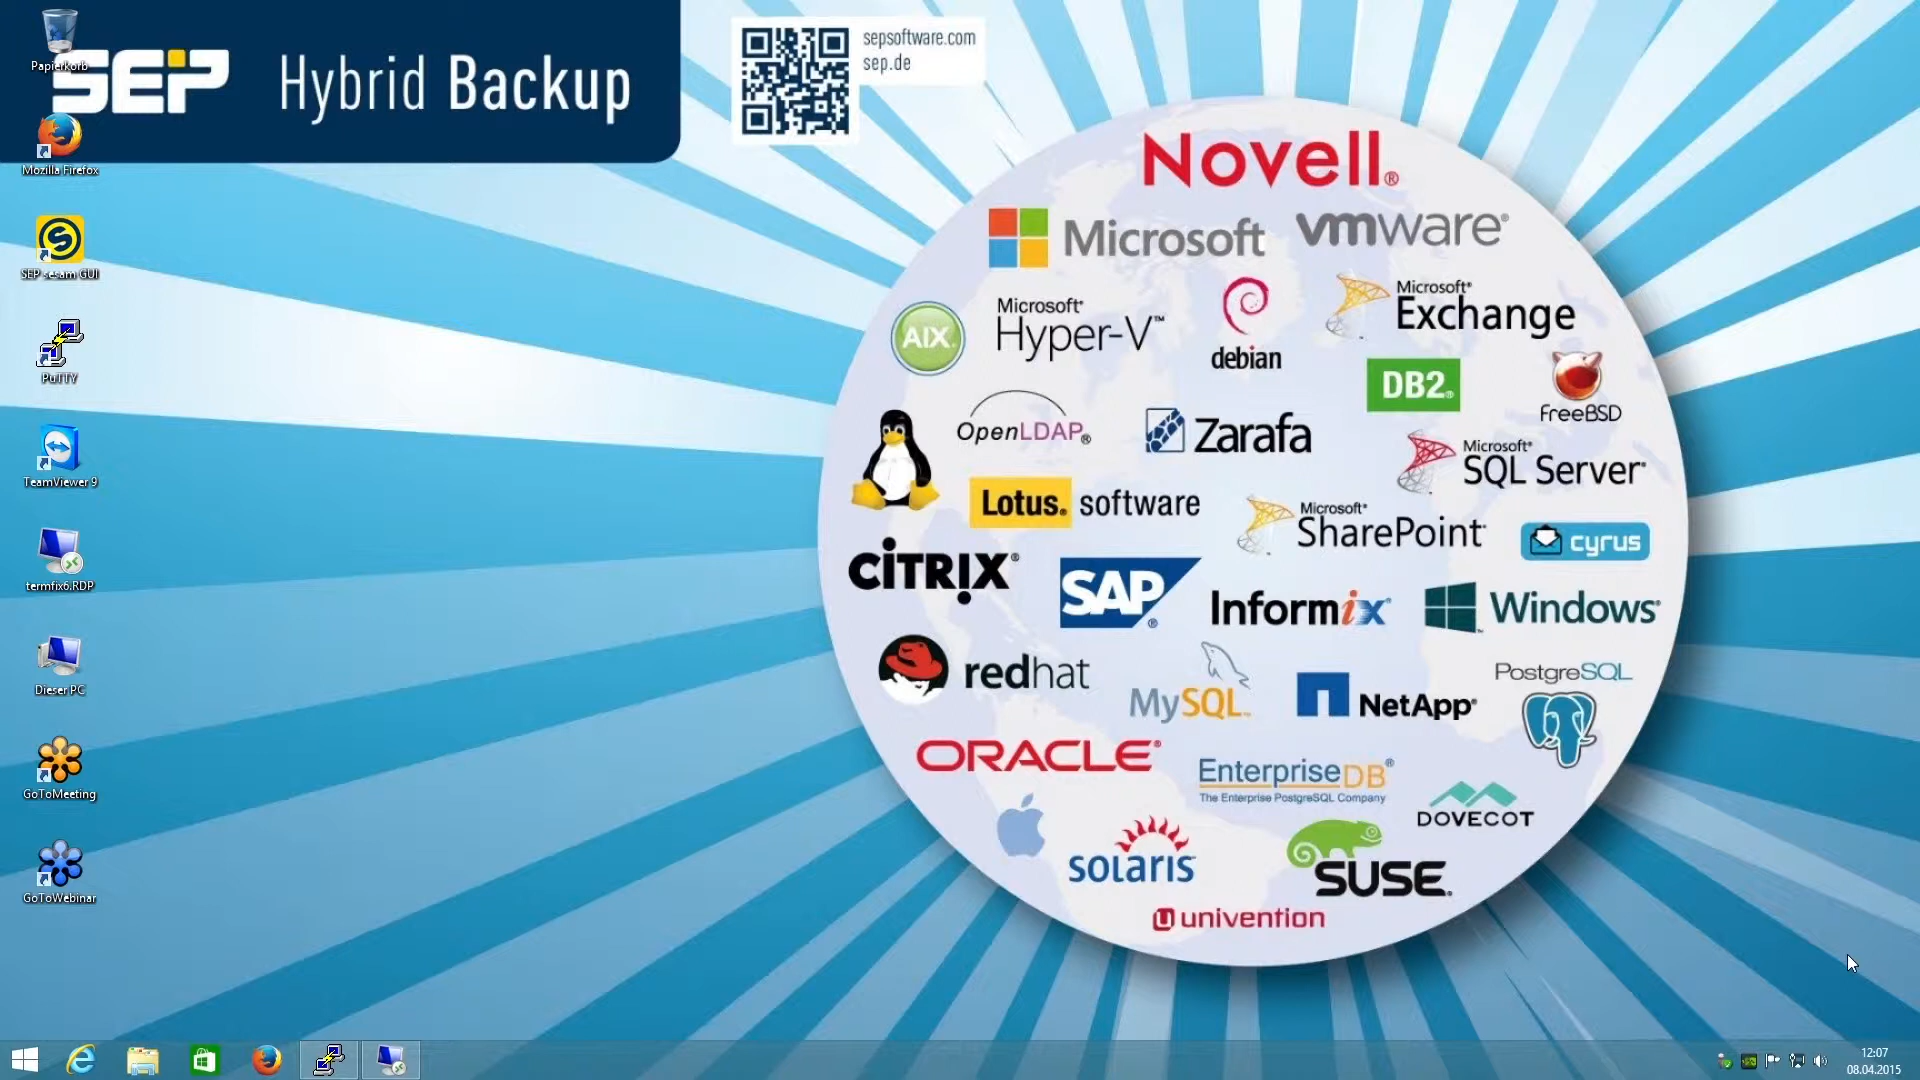 Papierkorb
SEP Hybrid Backup
sepsoftware.com
sep.de
Mozilla Firefox
SEP sesam GUI
PuTTY
TeamViewer 9
termfix6.RDP
Dieser PC
GoToMeeting
GoToWebinar
Novell®
Microsoft
vmware®
AIX
Microsoft®
Hyper-V™
debian
Microsoft®
Exchange
DB2®
FreeBSD
OpenLDAP®
Zarafa
Microsoft®
SQL Server®
Lotus® software
Microsoft®
SharePoint®
cyrus
CITRIX®
SAP®
Informix®
Windows®
redhat
MySQL™
NetApp®
PostgreSQL
ORACLE®
EnterpriseDB®
The Enterprise PostgreSQL Company
DOVECOT
solaris™
SUSE®
univention
12:07
08.04.2015